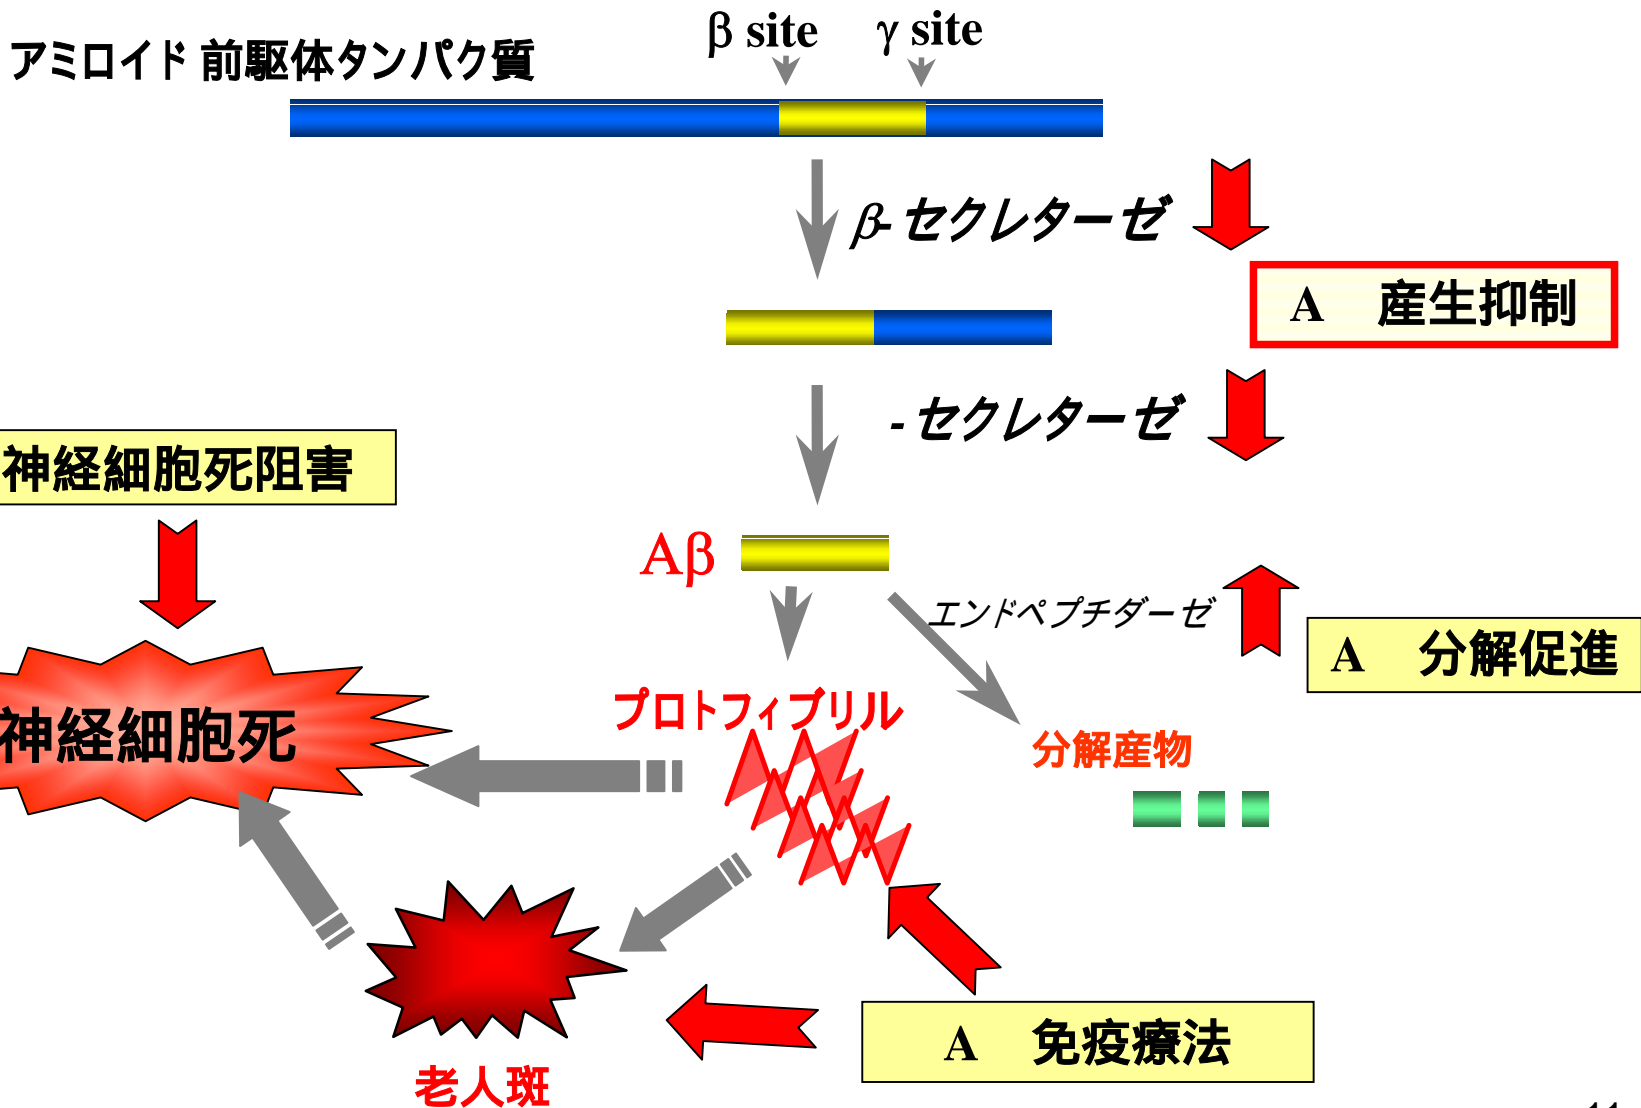 β site γ site
アミロイド 前駆体タンパク質
β- セクレターゼ
A 産生抑制
- セクレターゼ
神経細胞死阻害
Aβ
エンドペプチダーゼ
A 分解促進
プロトフィブリル
神経細胞死
分解産物
A 免疫療法
老人斑